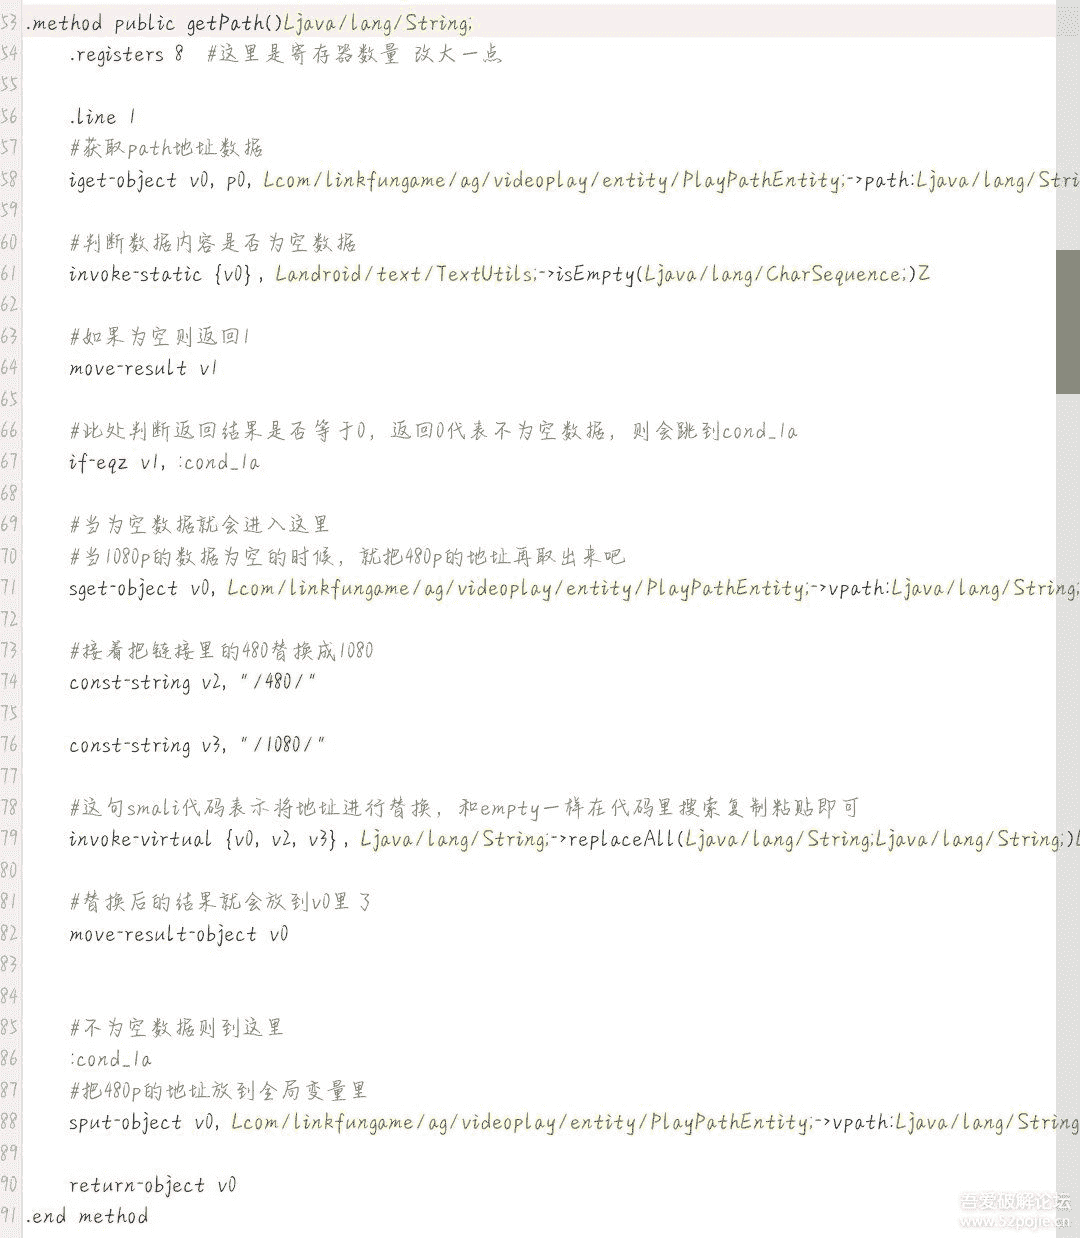 53 .method public getPath()Ljava/lang/String;
54 .registers 8 #这里是寄存器数量 改大一点
55
56 .line 1
57 #获取path地址数据
58 iget-object v0, p0, Lcom/linkfungame/ag/videoplay/entity/PlayPathEntity;->path:Ljava/lang/Stri
59
60 #判断数据内容是否为空数据
61 invoke-static {v0}, Landroid/text/TextUtils;->isEmpty(Ljava/lang/CharSequence;)Z
62
63 #如果为空则返回1
64 move-result v1
65
66 #此处判断返回结果是否等于0，返回0代表不为空数据，则会跳到cond_1a
67 if-eqz v1, :cond_1a
68
69 #当为空数据就会进入这里
70 #当1080p的数据为空的时候，就把480p的地址再取出来吧
71 sget-object v0, Lcom/linkfungame/ag/videoplay/entity/PlayPathEntity;->vpath:Ljava/lang/String;
72
73 #接着把链接里的480替换成1080
74 const-string v2, "/480/"
75
76 const-string v3, "/1080/"
77
78 #这句smali代码表示将地址进行替换，和empty一样在代码里搜索复制粘贴即可
79 invoke-virtual {v0, v2, v3}, Ljava/lang/String;->replaceAll(Ljava/lang/String;Ljava/lang/String;)L
80
81 #替换后的结果就会放到v0里了
82 move-result-object v0
83
84
85 #不为空数据则到这里
86 :cond_1a
87 #把480p的地址放到全局变量里
88 sput-object v0, Lcom/linkfungame/ag/videoplay/entity/PlayPathEntity;->vpath:Ljava/lang/String
89
90 return-object v0
91 .end method
吾爱破解论坛
www.52pojie.cn